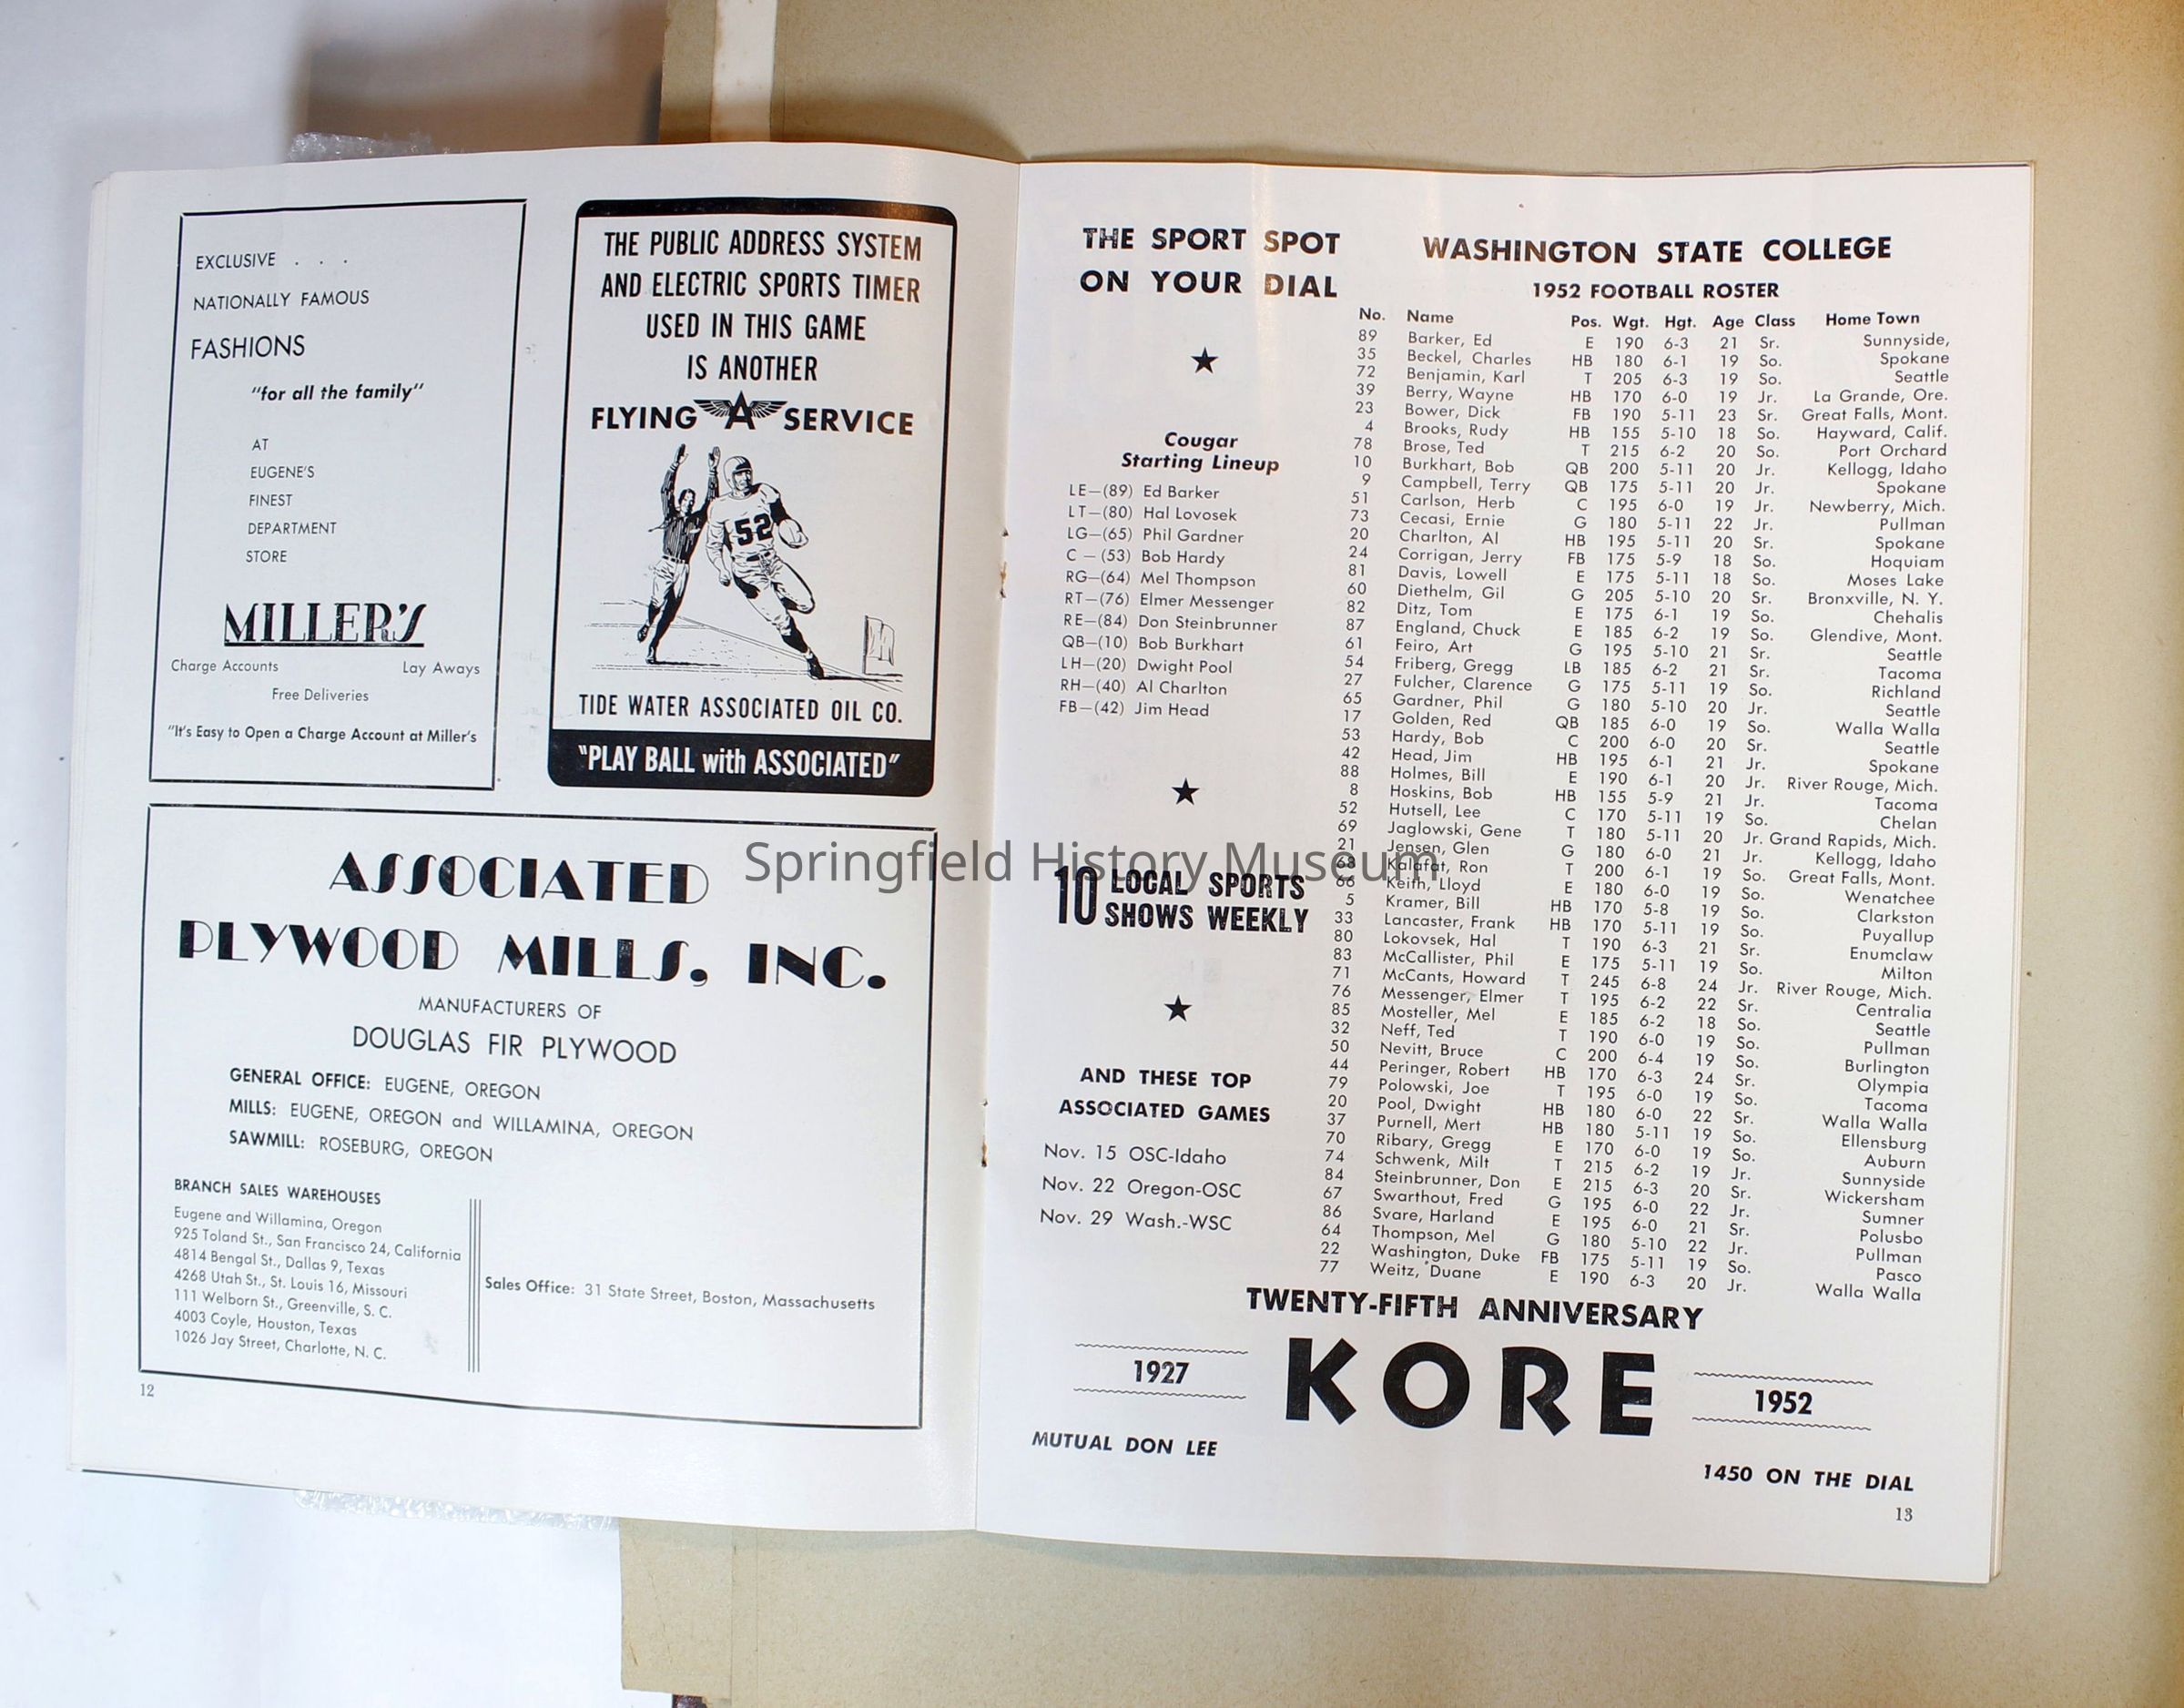 EXCLUSIVE . . .
NATIONALLY FAMOUS
FASHIONS
"for all the family"
AT
EUGENE'S
FINEST
DEPARTMENT
STORE
MILLER'S
Charge Accounts Lay Aways
Free Deliveries
"It's Easy to Open a Charge Account at Miller's
THE PUBLIC ADDRESS SYSTEM
AND ELECTRIC SPORTS TIMER
USED IN THIS GAME
IS ANOTHER
FLYING A SERVICE
52
TIDE WATER ASSOCIATED OIL CO.
"PLAY BALL with ASSOCIATED"
ASSOCIATED
PLYWOOD MILLS, INC.
MANUFACTURERS OF
DOUGLAS FIR PLYWOOD
GENERAL OFFICE: EUGENE, OREGON
MILLS: EUGENE, OREGON and WILLAMINA, OREGON
SAWMILL: ROSEBURG, OREGON
BRANCH SALES WAREHOUSES
Eugene and Willamina, Oregon
925 Toland St., San Francisco 24, California
4814 Bengal St., Dallas 9, Texas
4268 Utah St., St. Louis 16, Missouri
111 Welborn St., Greenville, S. C.
4003 Coyle, Houston, Texas
1026 Jay Street, Charlotte, N. C.
Sales Office: 31 State Street, Boston, Massachusetts
12
THE SPORT SPOT
ON YOUR DIAL
Cougar
Starting Lineup
LE—(89) Ed Barker
LT—(80) Hal Lovosek
LG—(65) Phil Gardner
C — (53) Bob Hardy
RG—(64) Mel Thompson
RT—(76) Elmer Messenger
RE—(84) Don Steinbrunner
QB—(10) Bob Burkhart
LH—(20) Dwight Pool
RH—(40) Al Charlton
FB—(42) Jim Head
10 LOCAL SPORTS
SHOWS WEEKLY
AND THESE TOP
ASSOCIATED GAMES
Nov. 15 OSC-Idaho
Nov. 22 Oregon-OSC
Nov. 29 Wash.-WSC
WASHINGTON STATE COLLEGE
1952 FOOTBALL ROSTER
No. Name Pos. Wgt. Hgt. Age Class Home Town
89 Barker, Ed E 190 6-3 21 Sr. Sunnyside,
35 Beckel, Charles HB 180 6-1 19 So. Spokane
72 Benjamin, Karl T 205 6-3 19 So. Seattle
39 Berry, Wayne HB 170 6-0 19 Jr. La Grande, Ore.
23 Bower, Dick FB 190 5-11 23 Sr. Great Falls, Mont.
4 Brooks, Rudy HB 155 5-10 18 So. Hayward, Calif.
78 Brose, Ted T 215 6-2 20 So. Port Orchard
10 Burkhart, Bob QB 200 5-11 20 Jr. Kellogg, Idaho
9 Campbell, Terry QB 175 5-11 20 Jr. Spokane
51 Carlson, Herb C 195 6-0 19 Jr. Newberry, Mich.
73 Cecasi, Ernie G 180 5-11 22 Jr. Pullman
20 Charlton, Al HB 195 5-11 20 Sr. Spokane
24 Corrigan, Jerry FB 175 5-9 18 So. Hoquiam
81 Davis, Lowell E 175 5-11 18 So. Moses Lake
60 Diethelm, Gil G 205 5-10 20 Sr. Bronxville, N. Y.
82 Ditz, Tom E 175 6-1 19 So. Chehalis
87 England, Chuck E 185 6-2 19 So. Glendive, Mont.
61 Feiro, Art G 195 5-10 21 Sr. Seattle
54 Friberg, Gregg LB 185 6-2 21 Sr. Tacoma
27 Fulcher, Clarence G 175 5-11 19 So. Richland
65 Gardner, Phil G 180 5-10 20 Jr. Seattle
17 Golden, Red QB 185 6-0 19 So. Walla Walla
53 Hardy, Bob C 200 6-0 20 Sr. Seattle
42 Head, Jim HB 195 6-1 21 Jr. Spokane
88 Holmes, Bill E 190 6-1 20 Jr. River Rouge, Mich.
8 Hoskins, Bob HB 155 5-9 21 Jr. Tacoma
52 Hutsell, Lee C 170 5-11 19 So. Chelan
69 Jaglowski, Gene T 180 5-11 20 Jr. Grand Rapids, Mich.
21 Jensen, Glen G 180 6-0 21 Jr. Kellogg, Idaho
68 Kalafat, Ron T 200 6-1 19 So. Great Falls, Mont.
66 Keith, Lloyd E 180 6-0 19 So. Wenatchee
5 Kramer, Bill HB 170 5-8 19 So. Clarkston
33 Lancaster, Frank HB 170 5-11 19 So. Puyallup
80 Lokovsek, Hal T 190 6-3 21 Sr. Enumclaw
83 McCallister, Phil E 175 5-11 19 So. Milton
71 McCants, Howard T 245 6-8 24 Jr. River Rouge, Mich.
76 Messenger, Elmer T 195 6-2 22 Sr. Centralia
85 Mosteller, Mel E 185 6-2 18 So. Seattle
32 Neff, Ted T 190 6-0 19 So. Pullman
50 Nevitt, Bruce C 200 6-4 19 So. Burlington
44 Peringer, Robert HB 170 6-3 24 Sr. Olympia
79 Polowski, Joe T 195 6-0 19 So. Tacoma
20 Pool, Dwight HB 180 6-0 22 Sr. Walla Walla
37 Purnell, Mert HB 180 5-11 19 So. Ellensburg
70 Ribary, Gregg E 170 6-0 19 So. Auburn
74 Schwenk, Milt T 215 6-2 19 Jr. Sunnyside
84 Steinbrunner, Don E 215 6-3 20 Sr. Wickersham
67 Swarthout, Fred G 195 6-0 22 Jr. Sumner
86 Svare, Harland E 195 6-0 21 Sr. Polusbo
64 Thompson, Mel G 180 5-10 22 Jr. Pullman
22 Washington, Duke FB 175 5-11 19 So. Pasco
77 Weitz, Duane E 190 6-3 20 Jr. Walla Walla
TWENTY-FIFTH ANNIVERSARY
1927 KORE 1952
MUTUAL DON LEE
1450 ON THE DIAL
13
Springfield History Museum